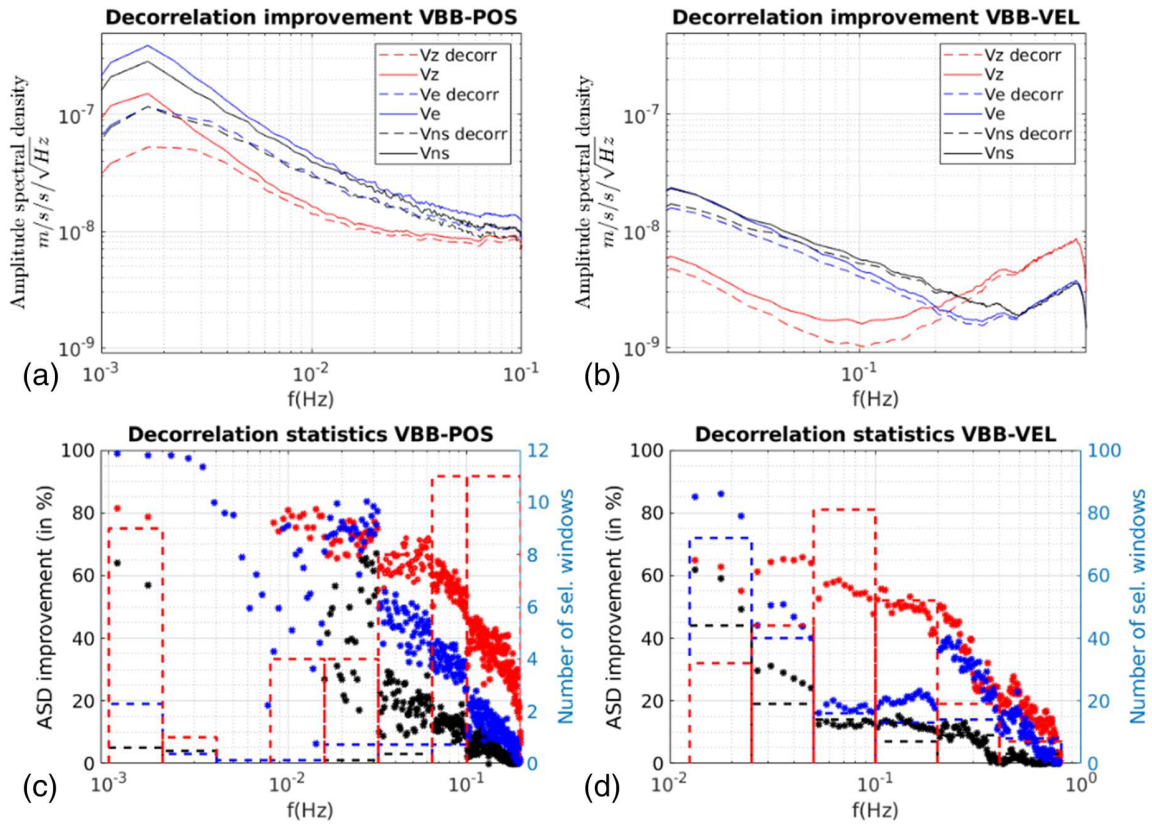 Decorrelation improvement VBB-POS
Amplitude spectral density
m/s/s/√Hz
10^-7
10^-8
10^-9
Vz decorr
Vz
Ve decorr
Ve
Vns decorr
Vns
10^-3
10^-2
10^-1
f(Hz)
(a)
Decorrelation improvement VBB-VEL
Amplitude spectral density
m/s/s/√Hz
10^-7
10^-8
10^-9
Vz decorr
Vz
Ve decorr
Ve
Vns decorr
Vns
10^-1
f(Hz)
(b)
Decorrelation statistics VBB-POS
ASD improvement (in %)
100
80
60
40
20
0
12
10
8
6
4
2
0
Number of sel. windows
10^-3
10^-2
10^-1
f(Hz)
(c)
Decorrelation statistics VBB-VEL
ASD improvement (in %)
100
80
60
40
20
0
100
80
60
40
20
0
Number of sel. windows
10^-2
10^-1
10^0
f(Hz)
(d)